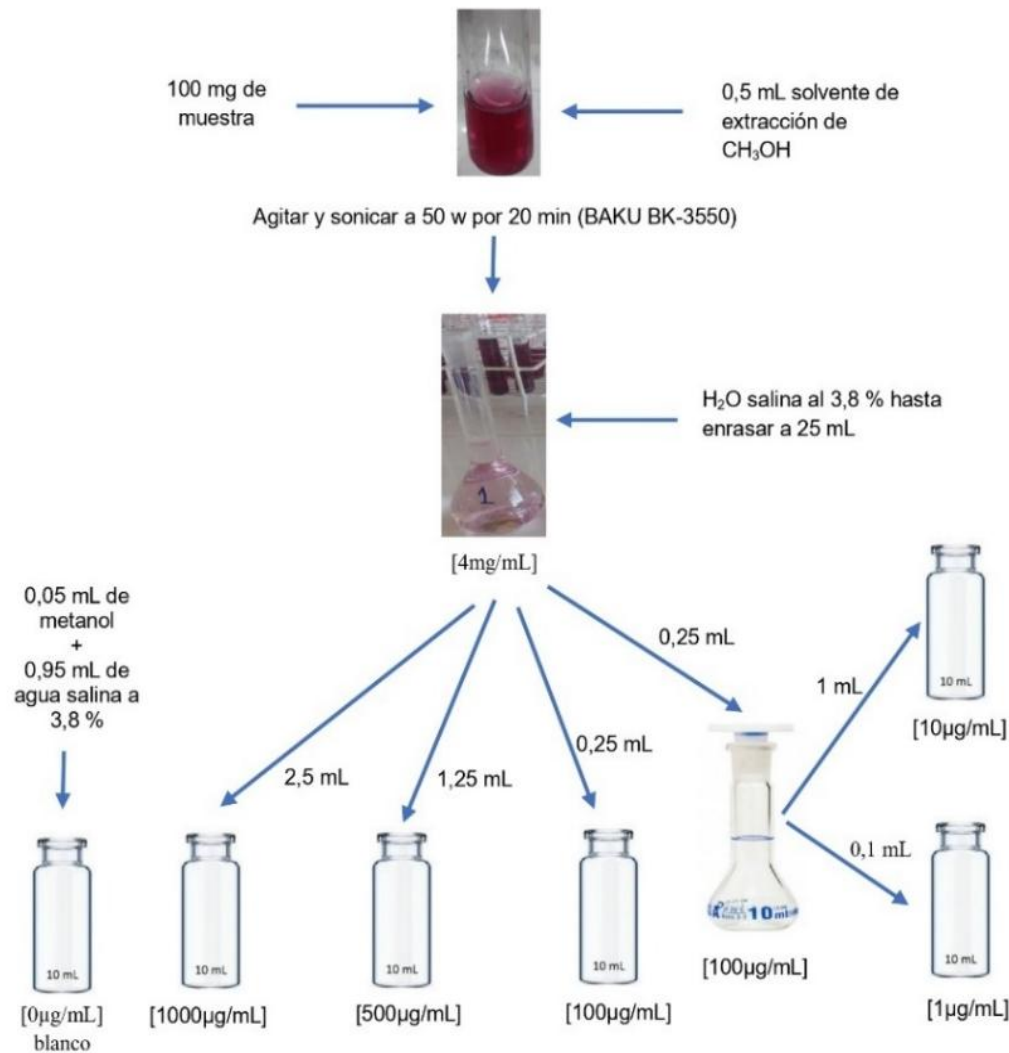 100 mg de
muestra
0,5 mL solvente de
extracción de
CH₃OH
Agitar y sonicar a 50 w por 20 min (BAKU BK-3550)
1
H₂O salina al 3,8 % hasta
enrasar a 25 mL
[4mg/mL]
0,05 mL de
metanol
+
0,95 mL de
agua salina a
3,8 %
2,5 mL
1,25 mL
0,25 mL
0,25 mL
1 mL
0,1 mL
10 mL
[10µg/mL]
10 mL
[0µg/mL]
blanco
10 mL
[1000µg/mL]
10 mL
[500µg/mL]
10 mL
[100µg/mL]
10
[100µg/mL]
10 mL
[1µg/mL]